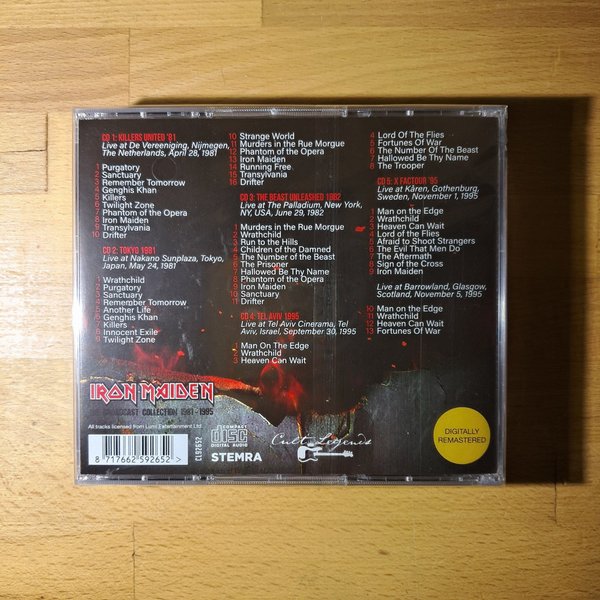 CD 1: KILLERS UNITED '81
Live at De Vereeniging, Nijmegen,
The Netherlands, April 28, 1981
1 Purgatory
2 Sanctuary
3 Remember Tomorrow
4 Genghis Khan
5 Killers
6 Twilight Zone
7 Phantom of the Opera
8 Iron Maiden
9 Transylvania
10 Drifter
CD 2: TOKYO 1981
Live at Nakano Sunplaza, Tokyo,
Japan, May 24, 1981
1 Wrathchild
2 Purgatory
3 Sanctuary
4 Remember Tomorrow
5 Another Life
6 Genghis Khan
7 Killers
8 Innocent Exile
9 Twilight Zone
10 Strange World
11 Murders in the Rue Morgue
12 Phantom of the Opera
13 Iron Maiden
14 Running Free
15 Transylvania
16 Drifter
CD 3: THE BEAST UNLEASHED 1982
Live at The Palladium, New York,
NY, USA, June 29, 1982
1 Murders in the Rue Morgue
2 Wrathchild
3 Run to the Hills
4 Children of the Damned
5 The Number of the Beast
6 The Prisoner
7 Hallowed Be Thy Name
8 Phantom of the Opera
9 Iron Maiden
10 Sanctuary
11 Drifter
CD 4: TEL AVIV 1995
Live at Tel Aviv Cinerama, Tel
Aviv, Israel, September 30, 1995
1 Man On The Edge
2 Wrathchild
3 Heaven Can Wait
4 Lord Of The Flies
5 Fortunes Of War
6 The Number Of The Beast
7 Hallowed Be Thy Name
8 The Trooper
CD 5: X FACTOUR '95
Live at Kåren, Gothenburg,
Sweden, November 1, 1995
1 Man on the Edge
2 Wrathchild
3 Heaven Can Wait
4 Lord of the Flies
5 Afraid to Shoot Strangers
6 The Evil That Men Do
7 The Aftermath
8 Sign of the Cross
9 Iron Maiden
Live at Barrowland, Glasgow,
Scotland, November 5, 1995
10 Man on the Edge
11 Wrathchild
12 Heaven Can Wait
13 Fortunes Of War
IRON MAIDEN
THE BROADCAST COLLECTION 1981 - 1995
All tracks licensed from Lumi Entertainment Ltd.
8 717662 592652 >
CL92652
COMPACT
disc
DIGITAL AUDIO
STEMRA
Cult Legends
DIGITALLY
REMASTERED